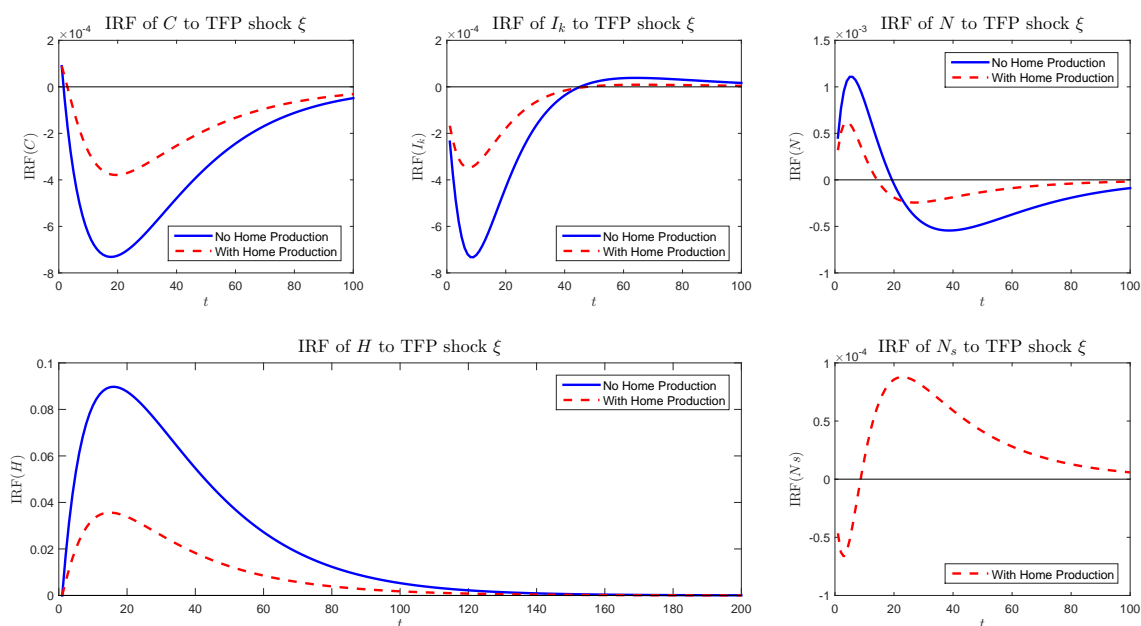 IRF of C to TFP shock ξ
×10⁻⁴
2
0
-2
-4
-6
-8
IRF(C)
No Home Production
With Home Production
0 20 40 60 80 100
t
IRF of Iₖ to TFP shock ξ
×10⁻⁴
2
0
-2
-4
-6
-8
IRF(Iₖ)
No Home Production
With Home Production
0 20 40 60 80 100
t
IRF of N to TFP shock ξ
×10⁻³
1.5
1
0.5
0
-0.5
-1
IRF(N)
No Home Production
With Home Production
0 20 40 60 80 100
t
IRF of H to TFP shock ξ
0.1
0.08
0.06
0.04
0.02
0
IRF(H)
No Home Production
With Home Production
0 20 40 60 80 100 120 140 160 180 200
t
IRF of Nₛ to TFP shock ξ
×10⁻⁴
1
0.5
0
-0.5
-1
IRF(Ns)
With Home Production
0 20 40 60 80 100
t